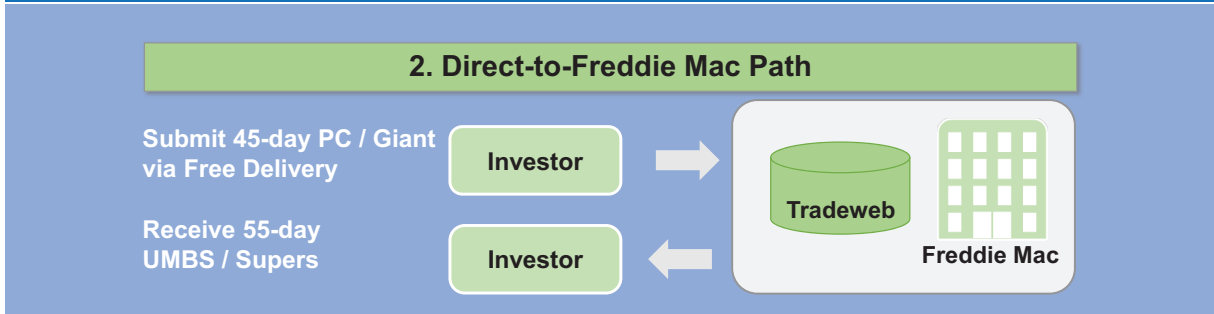 2. Direct-to-Freddie Mac Path
Submit 45-day PC / Giant
via Free Delivery
Investor
Tradeweb
Freddie Mac
Receive 55-day
UMBS / Supers
Investor